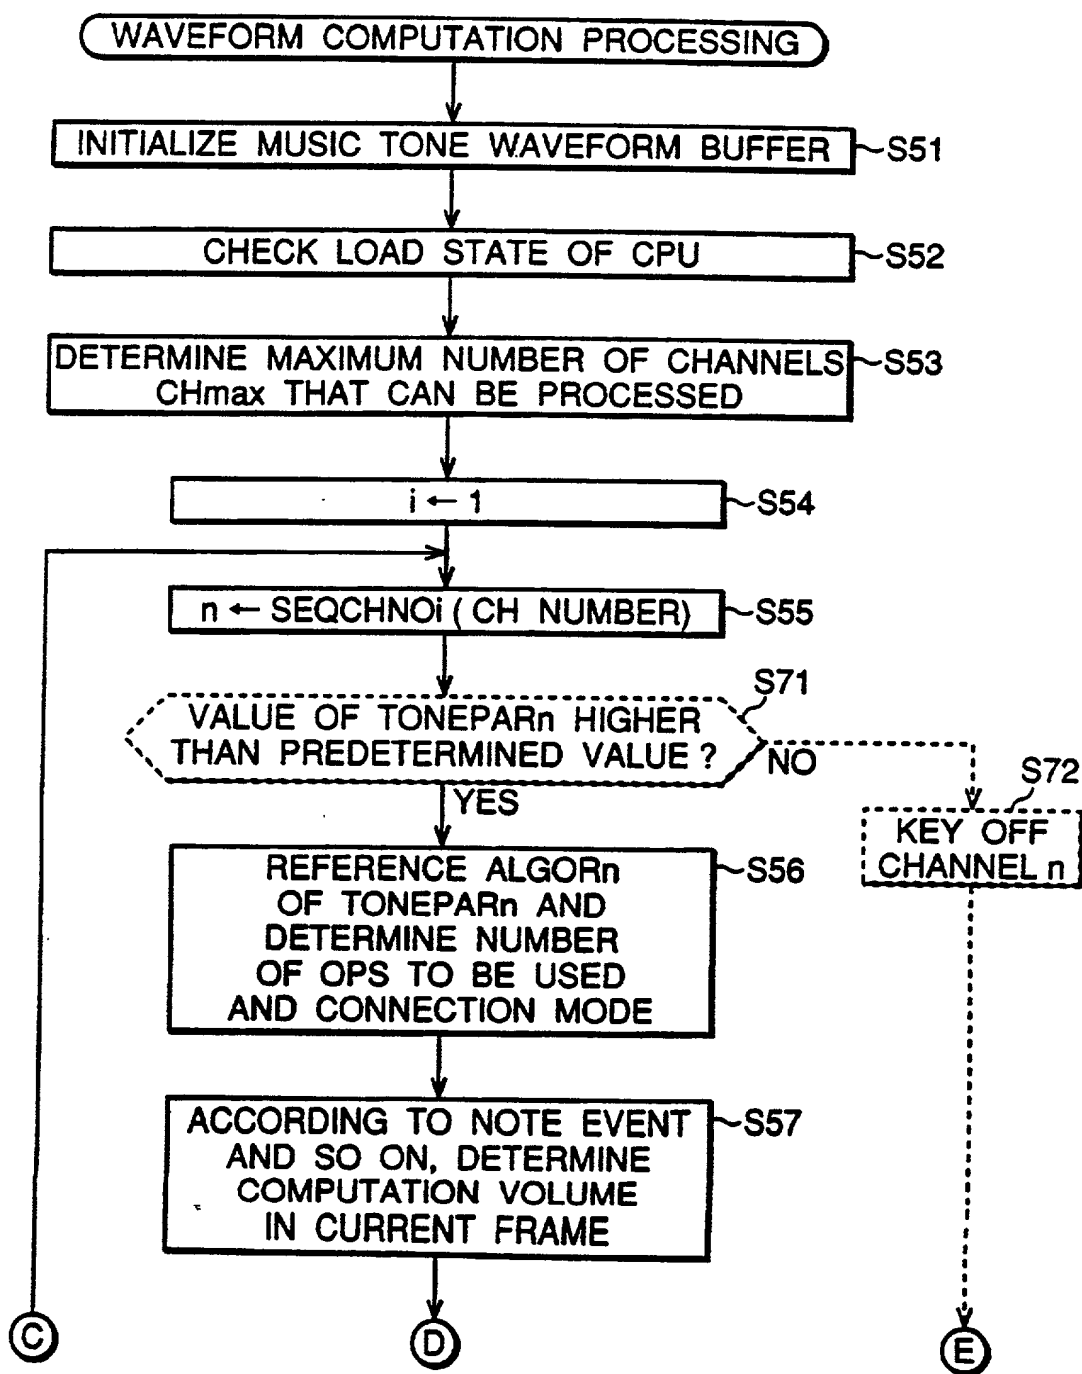 WAVEFORM COMPUTATION PROCESSING
INITIALIZE MUSIC TONE WAVEFORM BUFFER
S51
CHECK LOAD STATE OF CPU
S52
DETERMINE MAXIMUM NUMBER OF CHANNELS
CHmax THAT CAN BE PROCESSED
S53
i ← 1
S54
n ← SEQCHNOi ( CH NUMBER)
S55
S71
VALUE OF TONEPARn HIGHER
THAN PREDETERMINED VALUE ?
NO
YES
S72
KEY OFF
CHANNEL n
REFERENCE ALGORn
OF TONEPARn AND
DETERMINE NUMBER
OF OPS TO BE USED
AND CONNECTION MODE
S56
ACCORDING TO NOTE EVENT
AND SO ON, DETERMINE
COMPUTATION VOLUME
IN CURRENT FRAME
S57
C
D
E